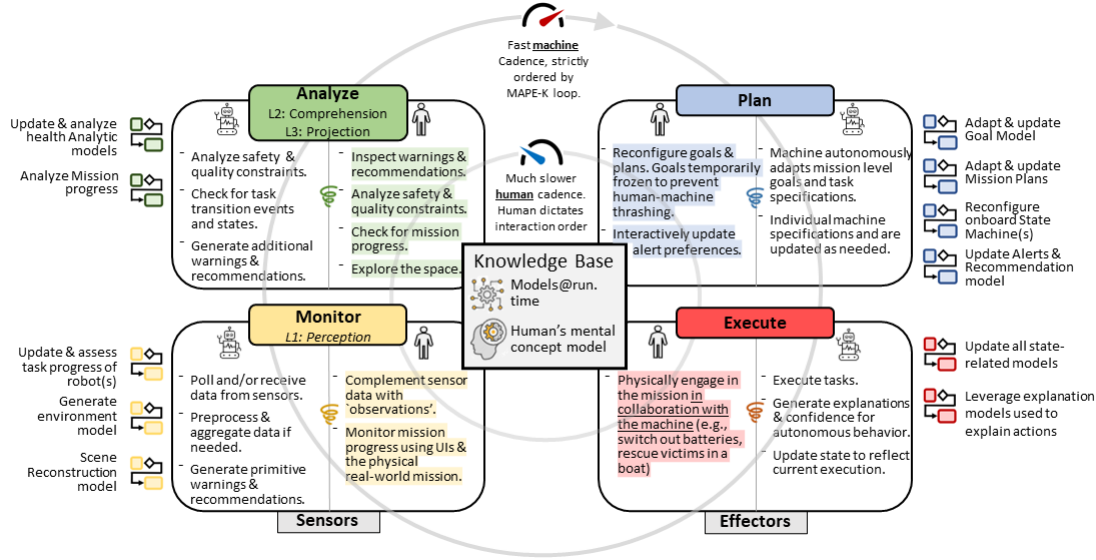 Fast machine
Cadence, strictly
ordered by
MAPE-K loop.
Analyze
L2: Comprehension
L3: Projection
Update & analyze
health Analytic
models
Analyze Mission
progress
- Analyze safety &
quality constraints.
- Check for task
transition events
and states.
- Generate additional
warnings &
recommendations.
- Inspect warnings &
recommendations.
- Analyze safety &
quality constraints.
- Check for mission
progress.
- Explore the space.
Much slower
human cadence.
Human dictates
interaction order
Plan
- Reconfigure goals &
plans. Goals temporarily
frozen to prevent
human-machine
thrashing.
- Interactively update
alert preferences.
- Machine autonomously
adapts mission level
goals and task
specifications.
- Individual machine
specifications and are
updated as needed.
Adapt & update
Goal Model
Adapt & update
Mission Plans
Reconfigure
onboard State
Machine(s)
Update Alerts &
Recommendation
model
Knowledge Base
Models@run.
time
Human's mental
concept model
Monitor
L1: Perception
Update & assess
task progress of
robot(s)
Generate
environment
model
Scene
Reconstruction
model
- Poll and/or receive
data from sensors.
- Preprocess &
aggregate data if
needed.
- Generate primitive
warnings &
recommendations.
- Complement sensor
data with
'observations'.
- Monitor mission
progress using UIs &
the physical
real-world mission.
Sensors
Execute
- Physically engage in
the mission in
collaboration with
the machine (e.g.,
switch out batteries,
rescue victims in a
boat)
- Execute tasks.
- Generate explanations
& confidence for
autonomous behavior.
- Update state to reflect
current execution.
Update all state-
related models
Leverage explanation
models used to
explain actions
Effectors